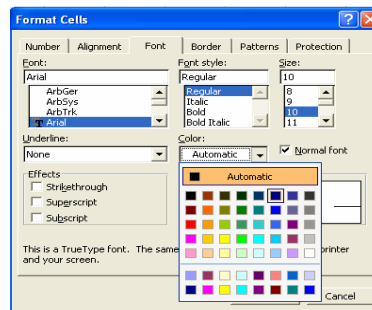 Format Cells
Number Alignment Font Border Patterns Protection
Font: Font style: Size:
Arial Regular 10
ArbGer Regular 8
ArbSys Italic 9
ArbTrk Bold 10
Arial Bold Italic 11
Underline: Color:
None Automatic Normal font
Effects Automatic
Strikethrough
Superscript
Subscript
This is a TrueType font. The same printer
and your screen.
Cancel